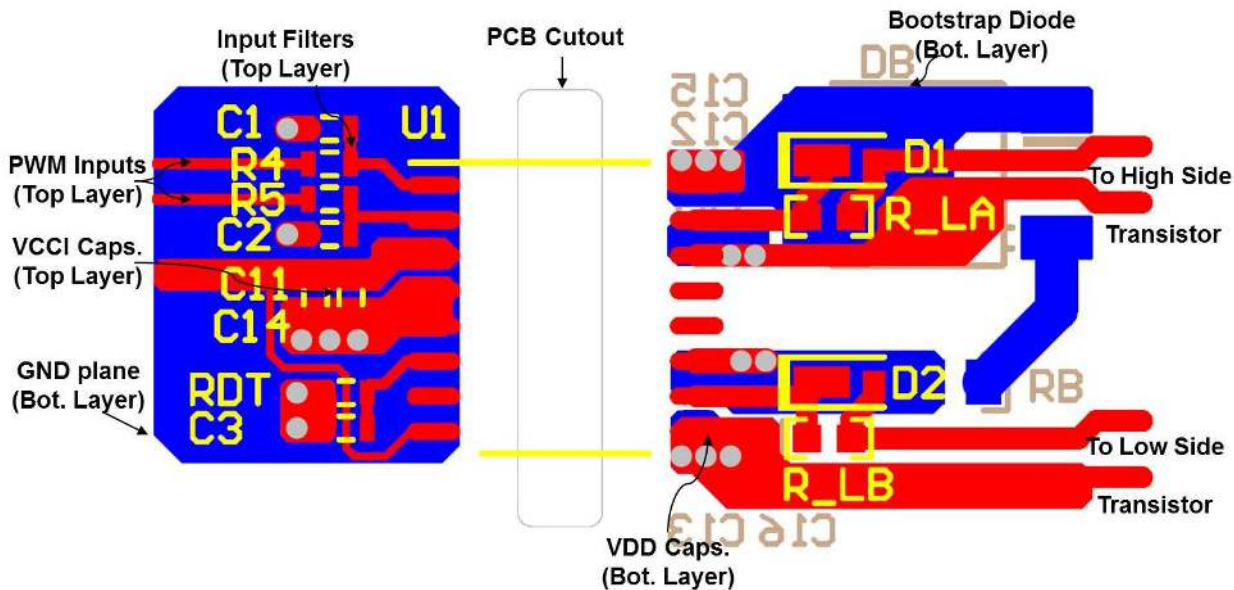 Input Filters
(Top Layer)
PCB Cutout
Bootstrap Diode
(Bot. Layer)
DB
C15
C12
C1
U1
PWM Inputs
(Top Layer)
R4
R5
C2
D1
To High Side
R_LA
Transistor
VCCI Caps.
(Top Layer)
C11
C14
GND plane
(Bot. Layer)
RDT
C3
D2
RB
To Low Side
R_LB
Transistor
C13
C16
VDD Caps.
(Bot. Layer)